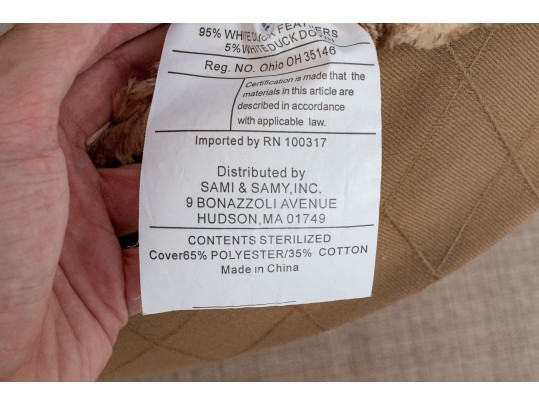 95% WHITE DUCK FEATHERS
5% WHITE DUCK DOWN
Reg. NO. Ohio OH 35146
Certification is made that the
materials in this article are
described in accordance
with applicable law.
Imported by RN 100317
Distributed by
SAMI & SAMY,INC.
9 BONAZZOLI AVENUE
HUDSON,MA 01749
CONTENTS STERILIZED
Cover65% POLYESTER/35% COTTON
Made in China